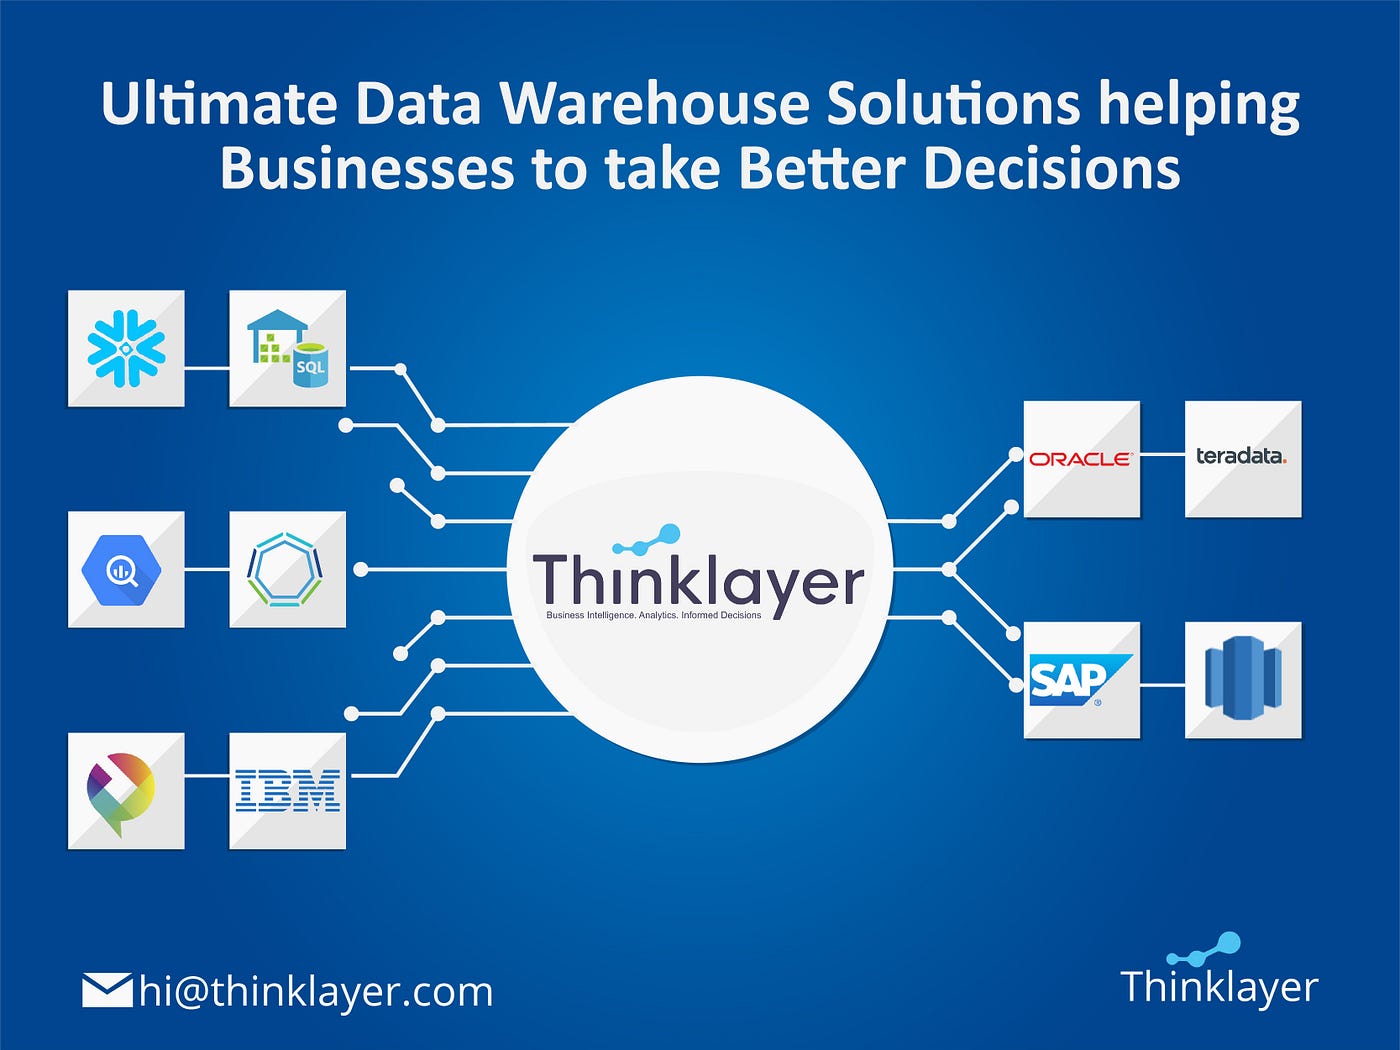 Ultimate Data Warehouse Solutions helping
Businesses to take Better Decisions
SQL
ORACLE
teradata.
Thinklayer
Business Intelligence. Analytics. Informed Decisions
SAP
®
IBM
hi@thinklayer.com
Thinklayer